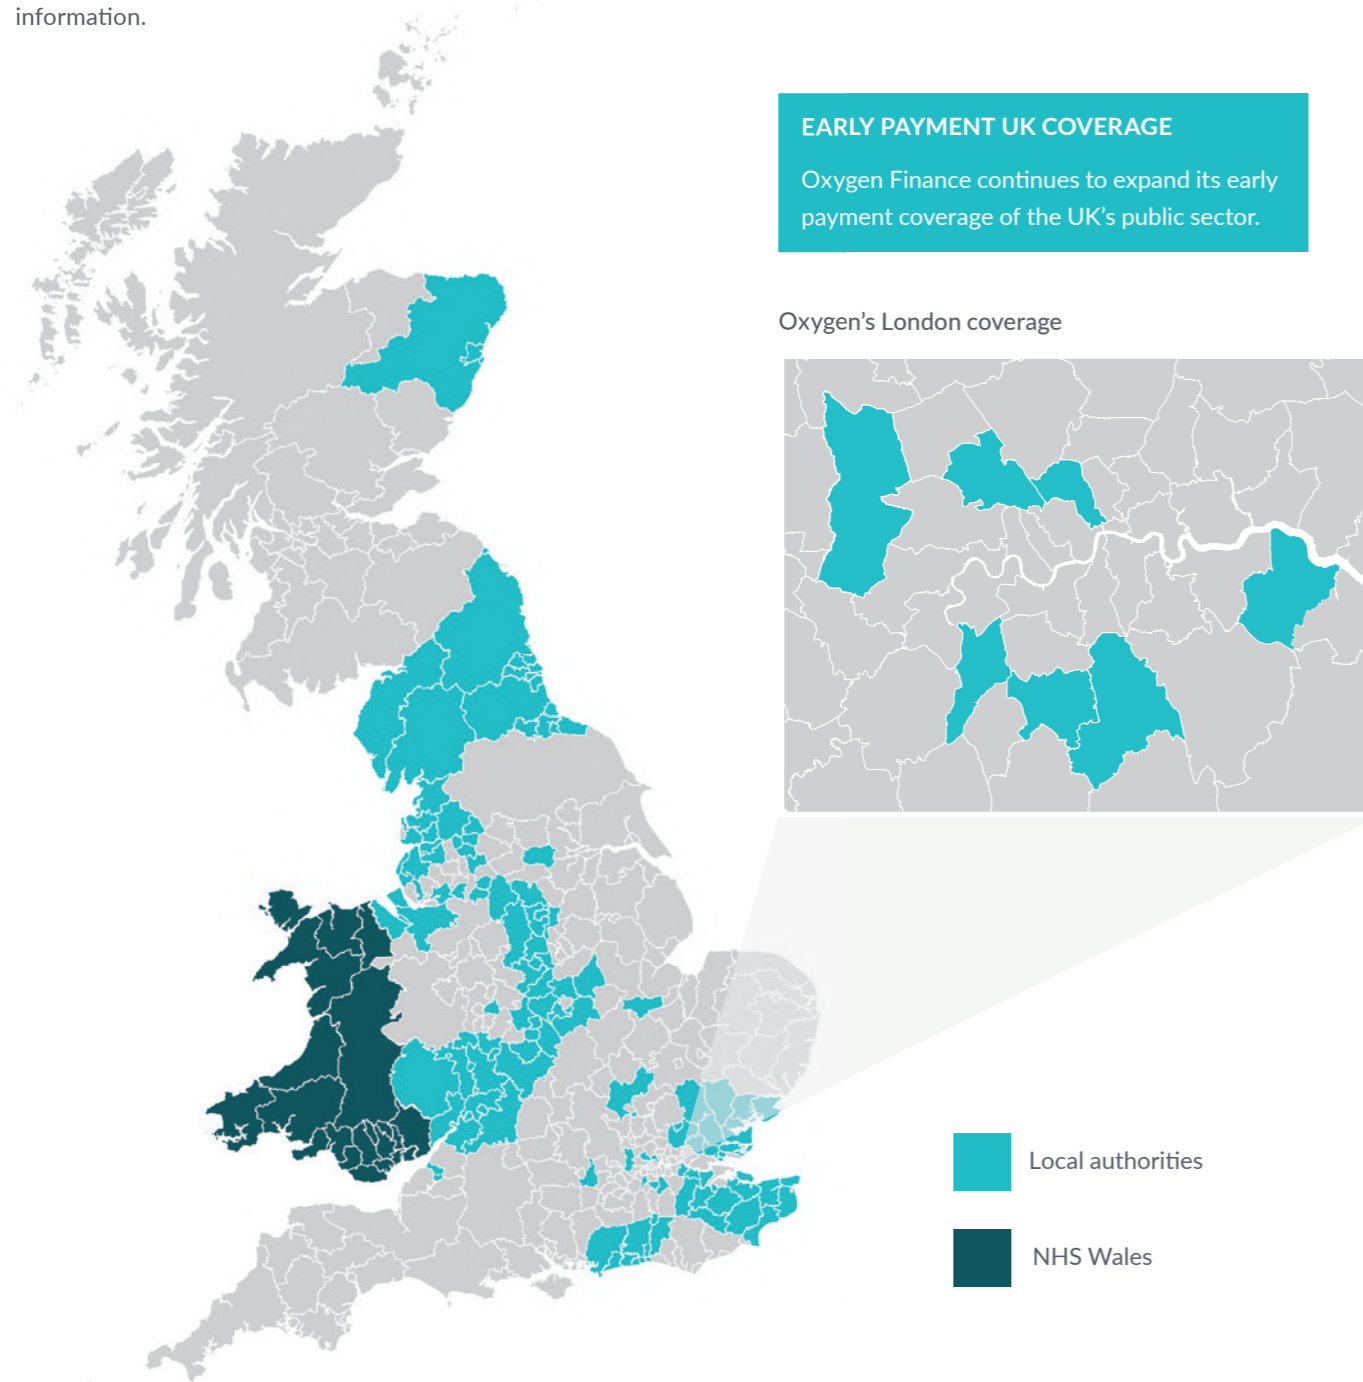 information.
EARLY PAYMENT UK COVERAGE
Oxygen Finance continues to expand its early
payment coverage of the UK’s public sector.
Oxygen’s London coverage
Local authorities
NHS Wales